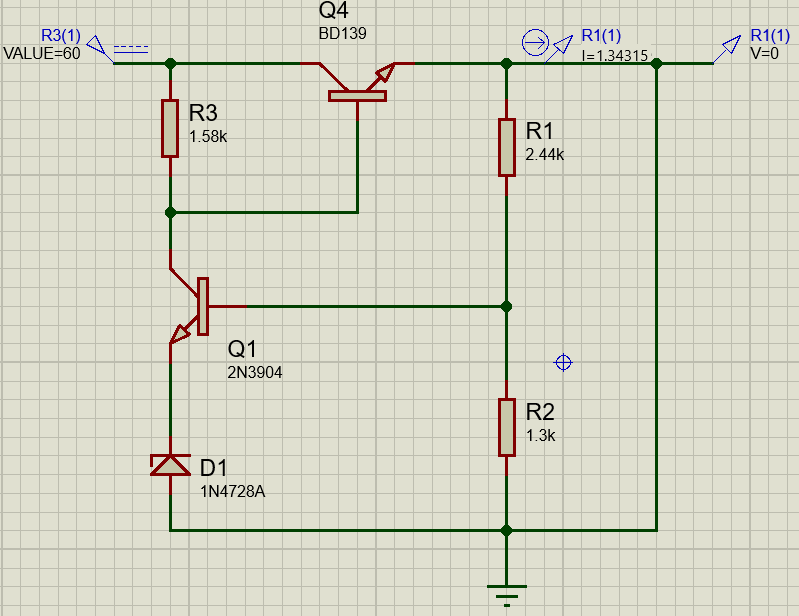 Q4
BD139
R3(1)
VALUE=60
R1(1)
I=1.34315
R1(1)
V=0
R3
1.58k
R1
2.44k
Q1
2N3904
R2
1.3k
D1
1N4728A